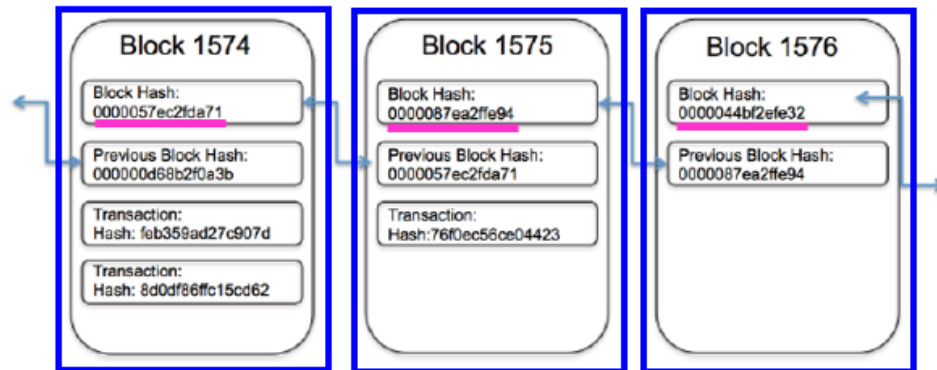 Block 1574
Block Hash:
0000057ec2fda71
Previous Block Hash:
000000d68b2f0a3b
Transaction:
Hash: feb359ad27c907d
Transaction:
Hash: 8d0df86ffc15cd62
Block 1575
Block Hash:
0000087ea2ffe94
Previous Block Hash:
0000057ec2fda71
Transaction:
Hash:76f0ec56ce04423
Block 1576
Block Hash:
0000044bf2efe32
Previous Block Hash:
0000087ea2ffe94